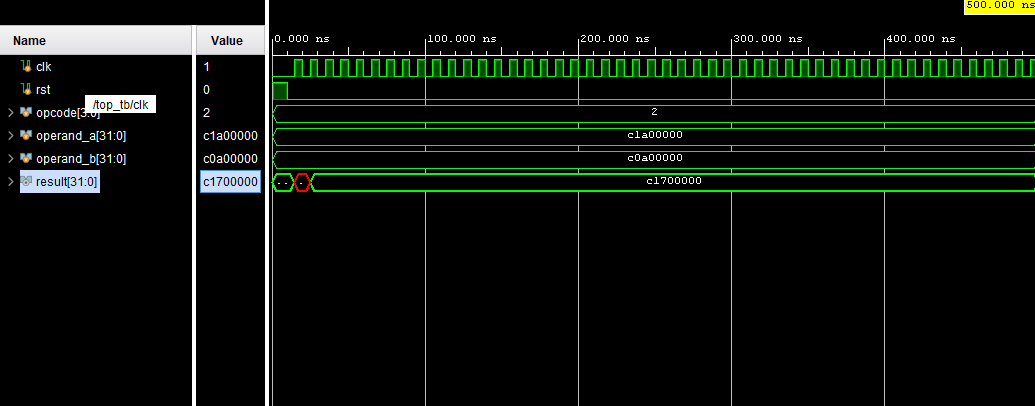 500.000 ns
Name Value
0.000 ns 100.000 ns 200.000 ns 300.000 ns 400.000 ns
clk 1
rst 0
/top_tb/clk
opcode[3:0] 2 2
operand_a[31:0] c1a00000 c1a00000
operand_b[31:0] c0a00000 c0a00000
result[31:0] c1700000 .. . c1700000